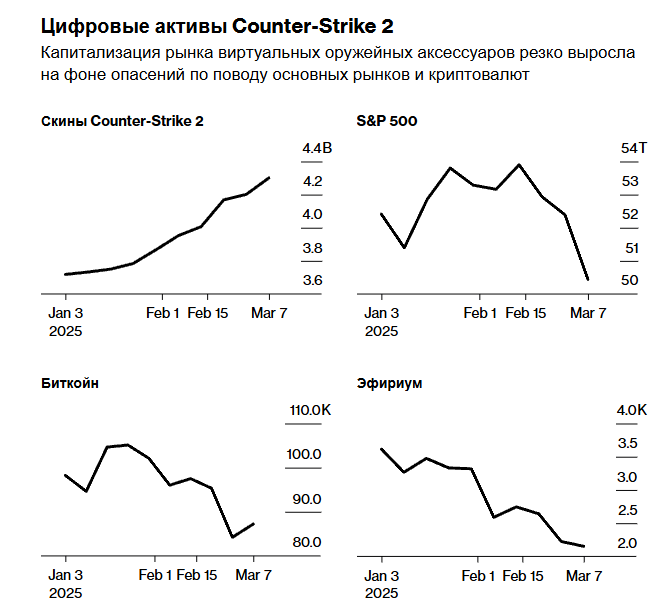 Цифровые активы Counter-Strike 2
Капитализация рынка виртуальных оружейных аксессуаров резко выросла
на фоне опасений по поводу основных рынков и криптовалют
Скины Counter-Strike 2
4.4B
4.2
4.0
3.8
3.6
Jan 3
2025
Feb 1
Feb 15
Mar 7
S&P 500
54T
53
52
51
50
Jan 3
2025
Feb 1
Feb 15
Mar 7
Биткойн
110.0K
100.0
90.0
80.0
Jan 3
2025
Feb 1
Feb 15
Mar 7
Эфириум
4.0K
3.5
3.0
2.5
2.0
Jan 3
2025
Feb 1
Feb 15
Mar 7